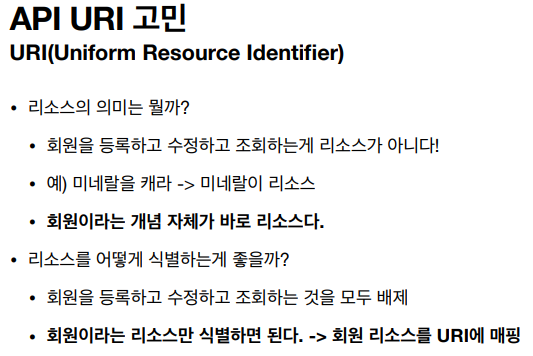 API URI 고민
URI(Uniform Resource Identifier)
• 리소스의 의미는 뭘까?
• 회원을 등록하고 수정하고 조회하는게 리소스가 아니다!
• 예) 미네랄을 캐라 -> 미네랄이 리소스
• 회원이라는 개념 자체가 바로 리소스다.
• 리소스를 어떻게 식별하는게 좋을까?
• 회원을 등록하고 수정하고 조회하는 것을 모두 배제
• 회원이라는 리소스만 식별하면 된다. -> 회원 리소스를 URI에 매핑